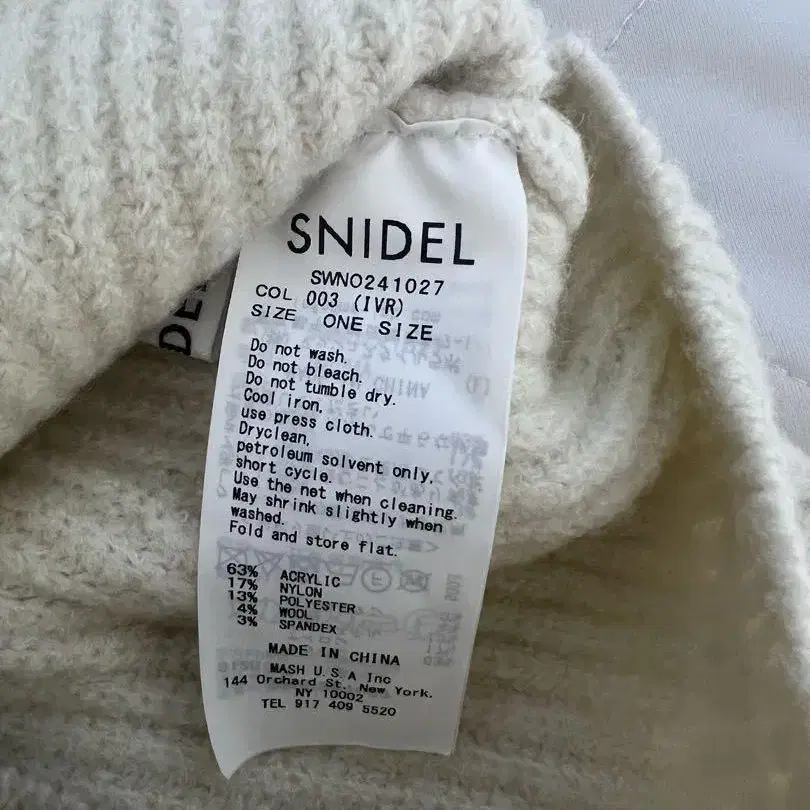 SNIDEL
SWNO241027
COL 003 (IVR)
SIZE ONE SIZE
Do not wash.
Do not bleach.
Do not tumble dry.
Cool iron,
use press cloth.
Dryclean,
petroleum solvent only,
short cycle.
Use the net when cleaning.
May shrink slightly when
washed.
Fold and store flat.
63% ACRYLIC
17% NYLON
13% POLYESTER
4% WOOL
3% SPANDEX
MADE IN CHINA
MASH U.S.A Inc
144 Orchard St. New York.
NY 10002
TEL 917 409 5520